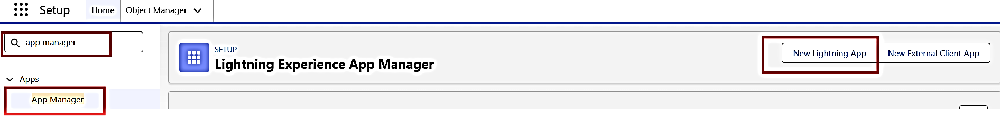 Setup
Home
Object Manager
app manager
Apps
App Manager
SETUP
Lightning Experience App Manager
New Lightning App
New External Client App